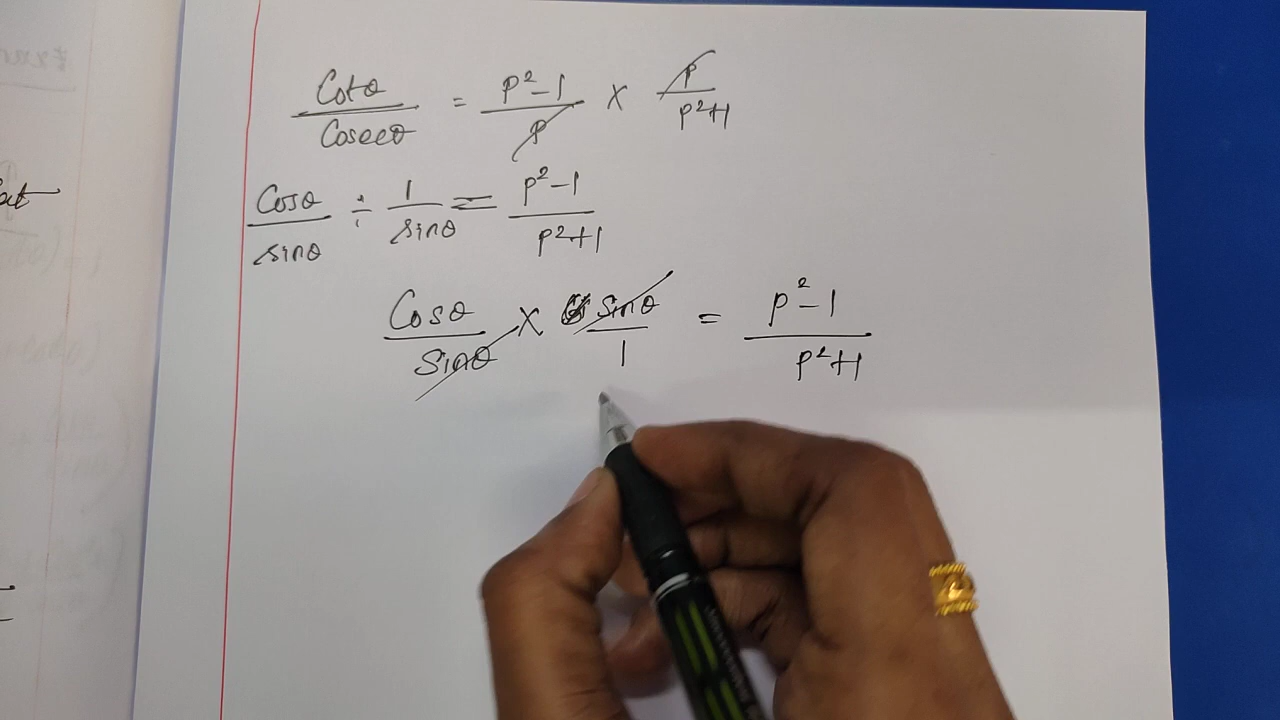 Cotθ / Cosecθ = p²-1 / p × p / p²+1
Cosθ / sinθ ÷ 1 / sinθ = p²-1 / p²+1
Cosθ / Sinθ × sinθ / 1 = p²-1 / p²+1